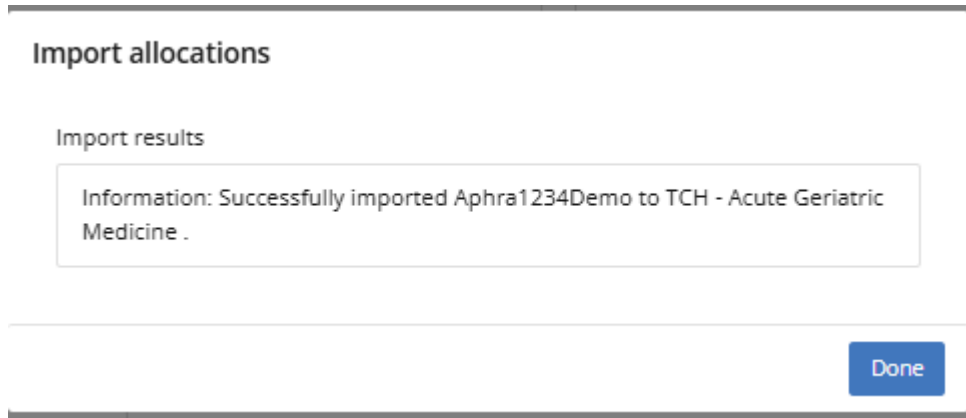 Import allocations
Import results
Information: Successfully imported Aphra1234Demo to TCH - Acute Geriatric
Medicine .
Done